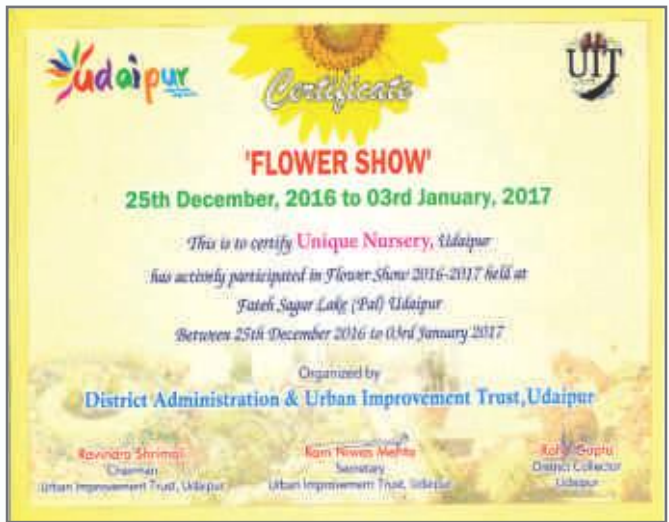 udaipur
UIT
Certificate
'FLOWER SHOW'
25th December, 2016 to 03rd January, 2017
This is to certify Unique Nursery, Udaipur
has actively participated in Flower Show 2016-2017 held at
Fateh Sagar Lake (Pal) Udaipur
Between 25th December 2016 to 03rd January 2017
Organized by
District Administration & Urban Improvement Trust,Udaipur
Ravindra Shrimali
Chairman
Urban Improvement Trust, Udaipur
Ram Niwas Mehta
Secretary
Urban Improvement Trust, Udaipur
Gupta
District Collector
Udaipur